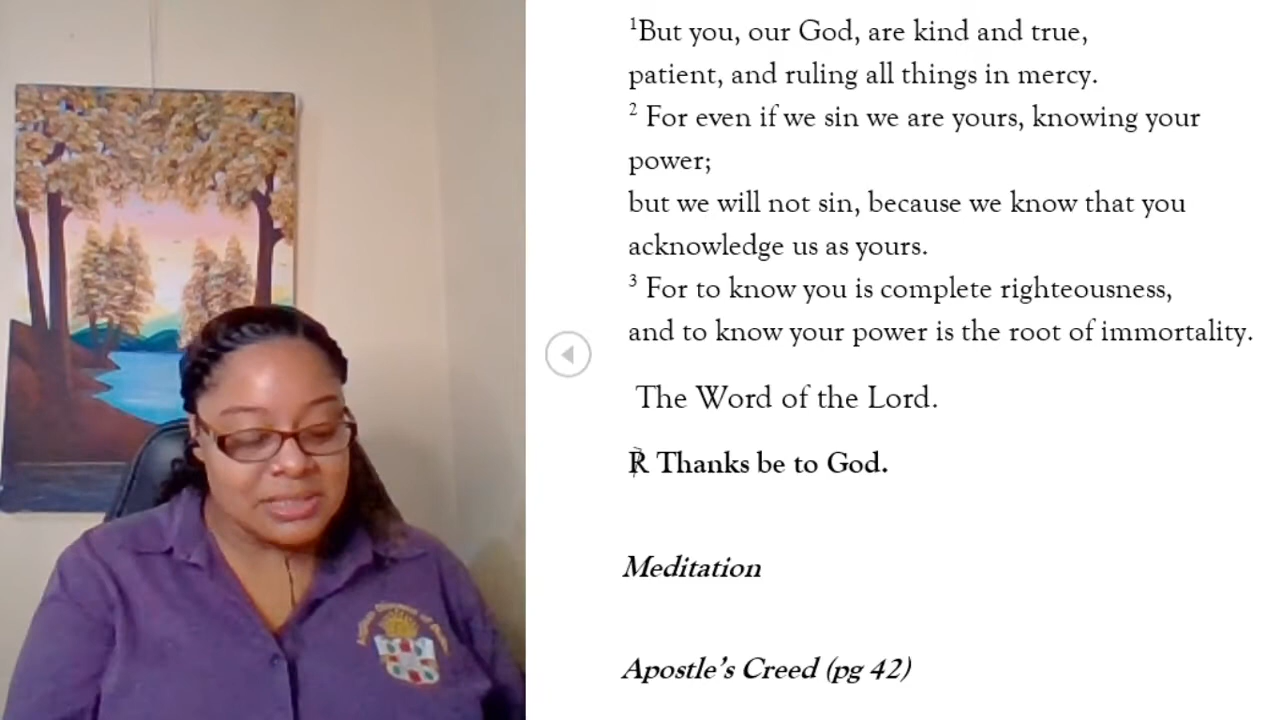 ¹But you, our God, are kind and true,
patient, and ruling all things in mercy.
² For even if we sin we are yours, knowing your
power;
but we will not sin, because we know that you
acknowledge us as yours.
³ For to know you is complete righteousness,
and to know your power is the root of immortality.
The Word of the Lord.
R Thanks be to God.
Meditation
Apostle's Creed (pg 42)